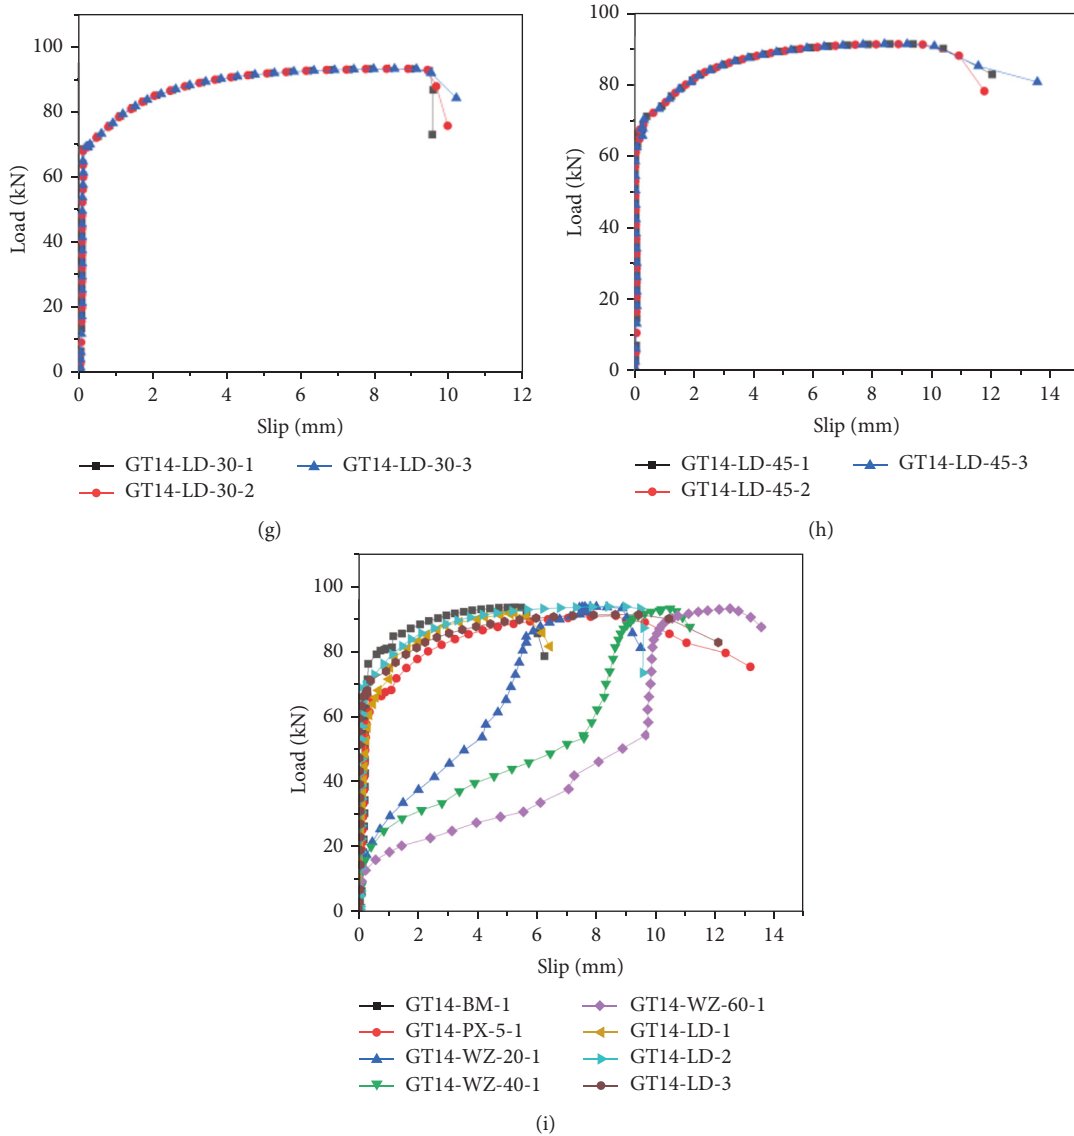 100
80
60
40
20
0
Load (kN)
0 2 4 6 8 10 12
Slip (mm)
GT14-LD-30-1 GT14-LD-30-3
GT14-LD-30-2
(g)
100
80
60
40
20
0
Load (kN)
0 2 4 6 8 10 12 14
Slip (mm)
GT14-LD-45-1 GT14-LD-45-3
GT14-LD-45-2
(h)
100
80
60
40
20
0
Load (kN)
0 2 4 6 8 10 12 14
Slip (mm)
GT14-BM-1 GT14-WZ-60-1
GT14-PX-5-1 GT14-LD-1
GT14-WZ-20-1 GT14-LD-2
GT14-WZ-40-1 GT14-LD-3
(i)